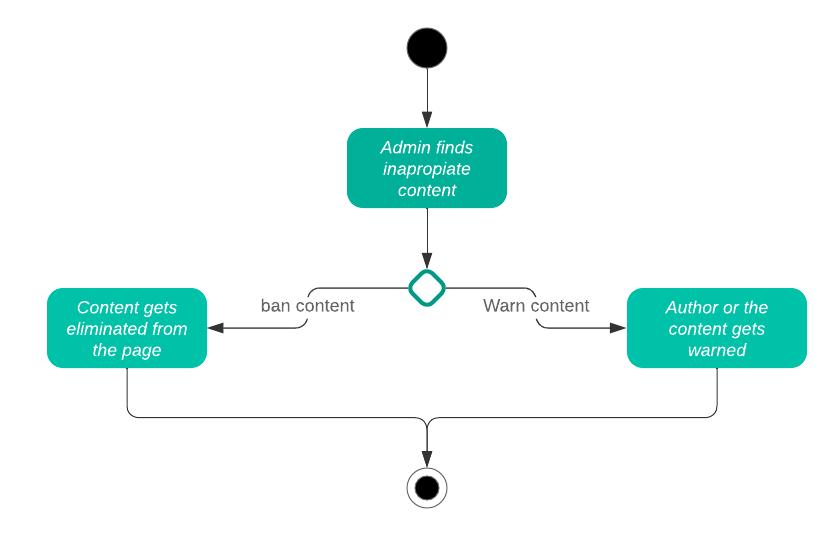 Admin finds
inapropiate
content
ban content
Warn content
Content gets
eliminated from
the page
Author or the
content gets
warned